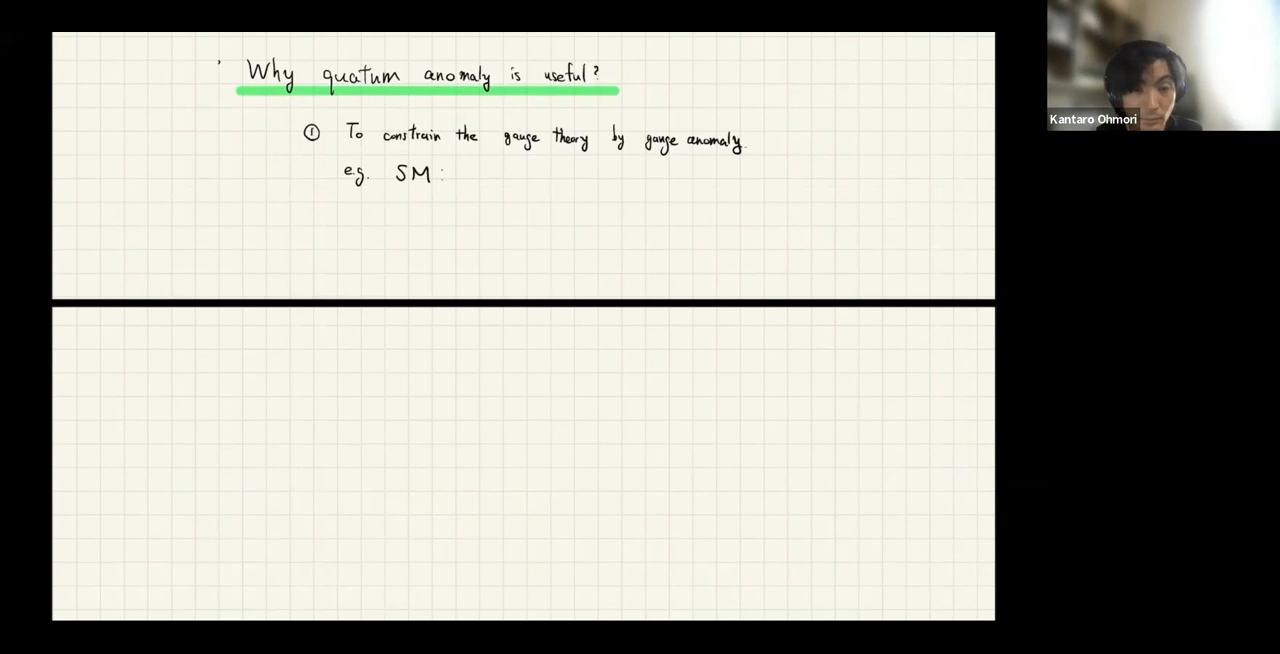 Why quatum anomaly is useful?
① To constrain the gauge theory by gauge anomaly.
e.g. SM:
Kantaro Ohmori